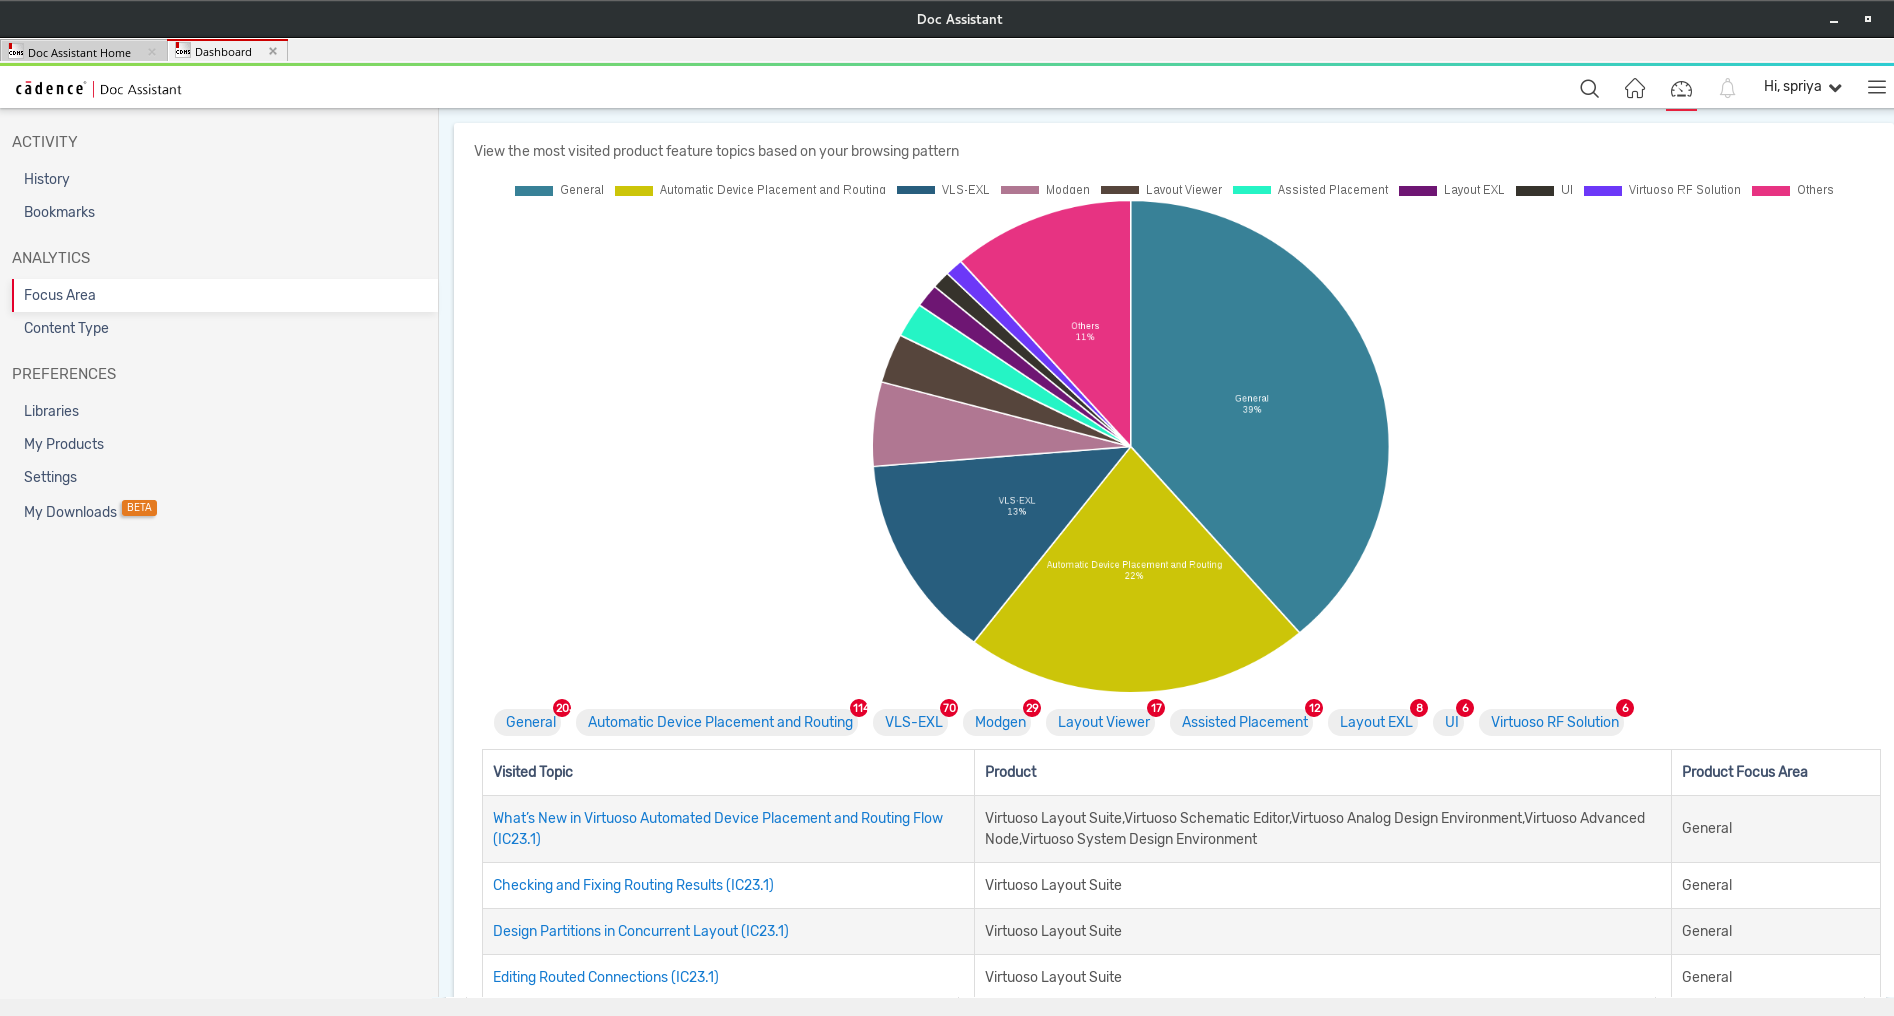 Doc Assistant
Doc Assistant Home
Dashboard
cādence® | Doc Assistant
Hi, spriya
ACTIVITY
History
Bookmarks
ANALYTICS
Focus Area
Content Type
PREFERENCES
Libraries
My Products
Settings
My Downloads BETA
View the most visited product feature topics based on your browsing pattern
General Automatic Device Placement and Routing VLS-EXL Modgen Layout Viewer Assisted Placement Layout EXL UI Virtuoso RF Solution Others
Others
11%
General
39%
VLS-EXL
13%
Automatic Device Placement and Routing
22%
General Automatic Device Placement and Routing 114 VLS-EXL 70 Modgen 29 Layout Viewer 17 Assisted Placement 12 Layout EXL 8 UI 6 Virtuoso RF Solution 6
Visited Topic Product Product Focus Area
What's New in Virtuoso Automated Device Placement and Routing Flow
(IC23.1)
Virtuoso Layout Suite,Virtuoso Schematic Editor,Virtuoso Analog Design Environment,Virtuoso Advanced
Node,Virtuoso System Design Environment
General
Checking and Fixing Routing Results (IC23.1) Virtuoso Layout Suite General
Design Partitions in Concurrent Layout (IC23.1) Virtuoso Layout Suite General
Editing Routed Connections (IC23.1) Virtuoso Layout Suite General